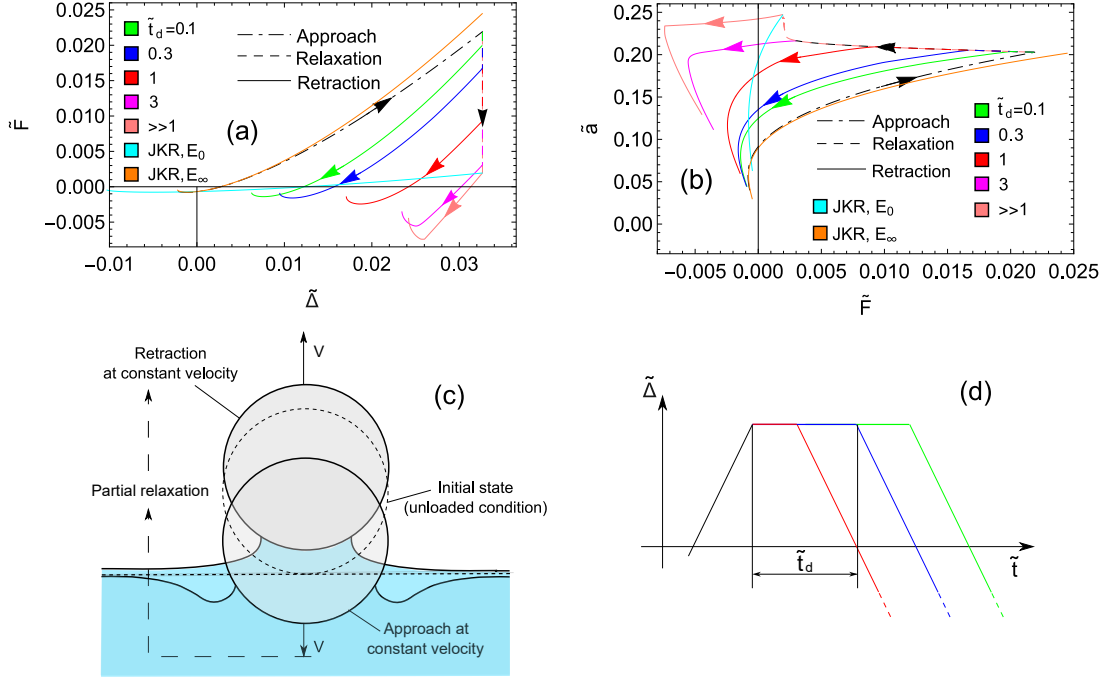 F̃
0.025
0.020
0.015
0.010
0.005
0.000
−0.005
−0.01
0.00
0.01
0.02
0.03
Δ̃
t̃d=0.1
0.3
1
3
>>1
JKR, E0
JKR, E∞
Approach
Relaxation
Retraction
(a)
ã
0.25
0.20
0.15
0.10
0.05
0.00
−0.005
0.000
0.005
0.010
0.015
0.020
0.025
F̃
(b)
Approach
Relaxation
Retraction
JKR, E0
JKR, E∞
t̃d=0.1
0.3
1
3
>>1
V
Retraction
at constant velocity
(c)
Partial relaxation
Initial state
(unloaded condition)
Approach at
constant velocity
V
Δ̃
(d)
t̃d
t̃